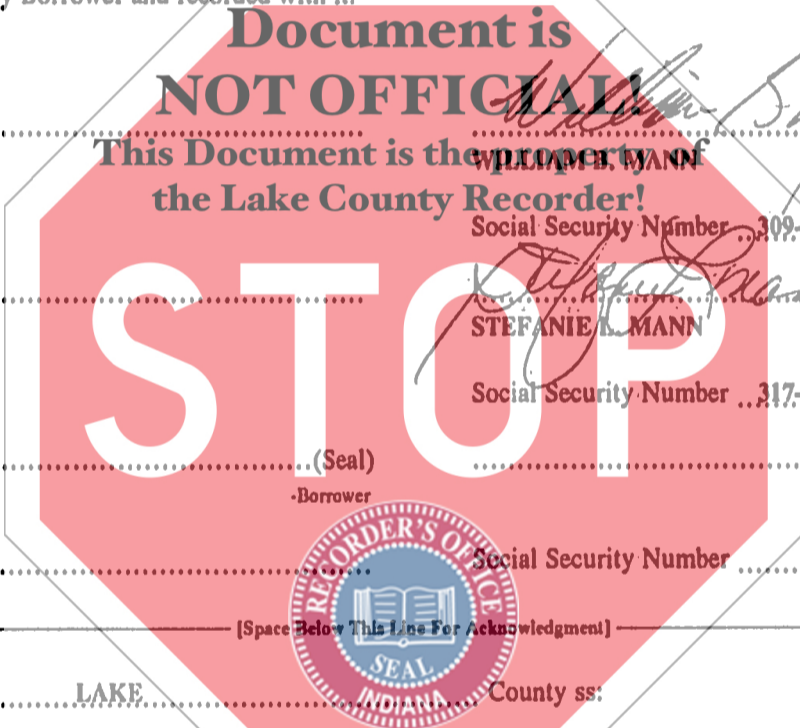 Document is
NOT OFFICIAL!
This Document is the property of
the Lake County Recorder!
WILLIAM B. MANN
Social Security Number ...309-
STEFANIE L. MANN
Social Security Number ...317-
STOP
(Seal)
-Borrower
Social Security Number
RECORDER'S OFFICE
[Space Below This Line For Acknowledgment]
SEAL
INDIANA
LAKE County ss: